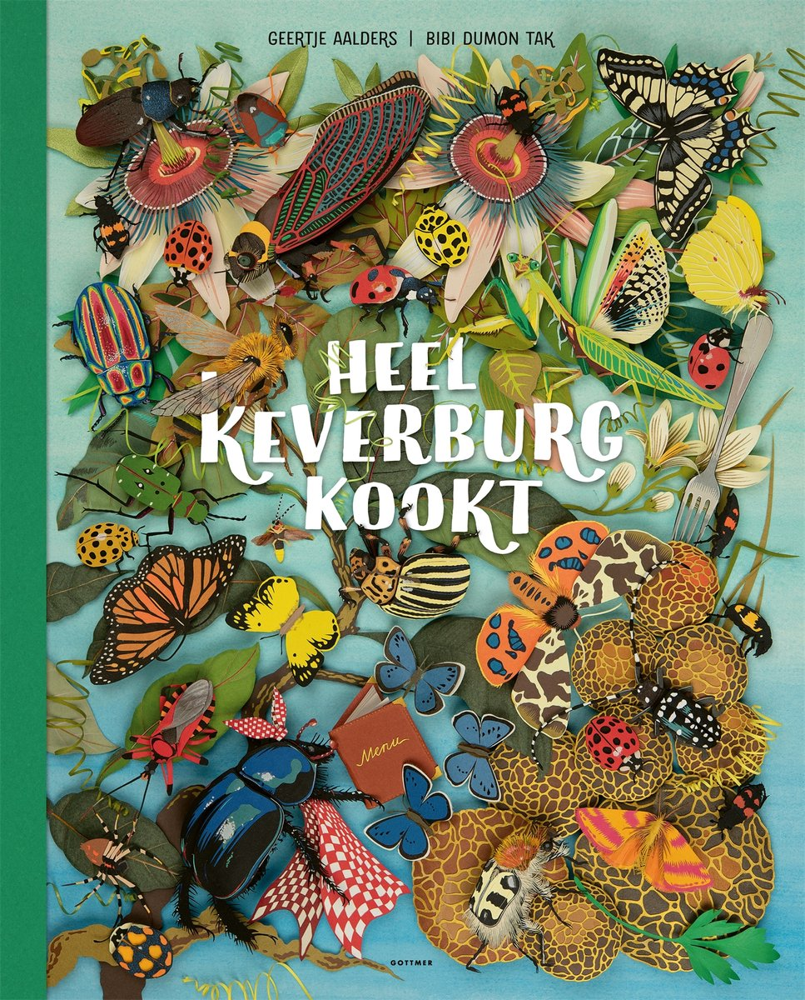 GEERTJE AALDERS | BIBI DUMON TAK
HEEL
KEVERBURG
KOOKT
Menu
GOTTMER